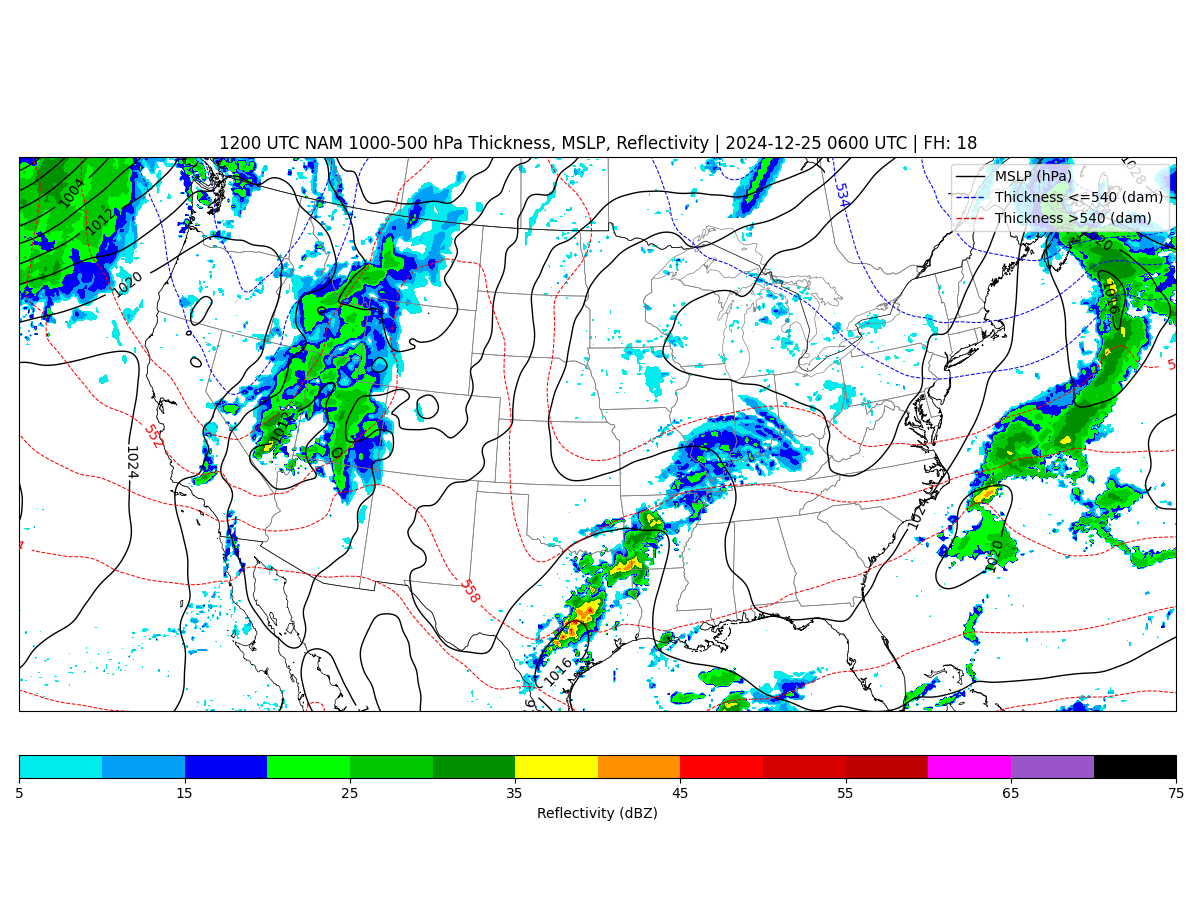 1200 UTC NAM 1000-500 hPa Thickness, MSLP, Reflectivity | 2024-12-25 0600 UTC | FH: 18
MSLP (hPa)
Thickness <=540 (dam)
Thickness >540 (dam)
1028
534
1004
1012
1020
1016
552
1024
1024
1020
558
1016
5 15 25 35 45 55 65 75
Reflectivity (dBZ)